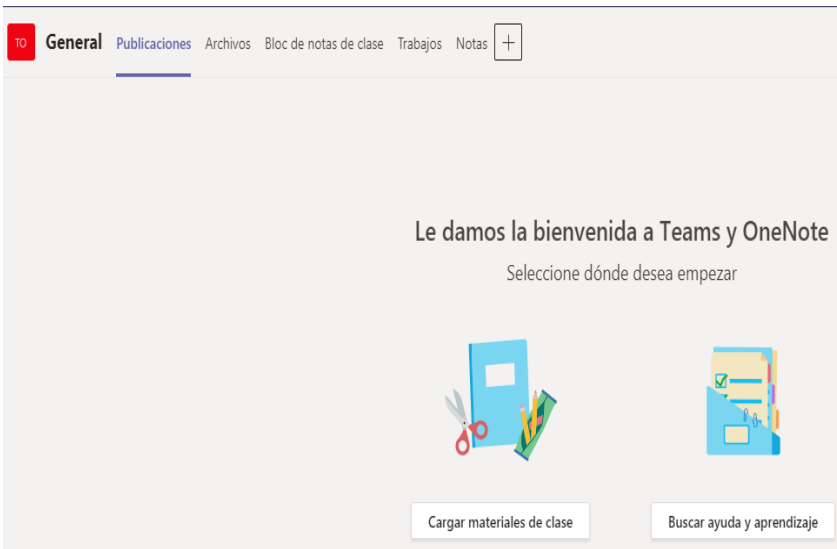 TO General Publicaciones Archivos Bloc de notas de clase Trabajos Notas +
Le damos la bienvenida a Teams y OneNote
Seleccione dónde desea empezar
Cargar materiales de clase Buscar ayuda y aprendizaje